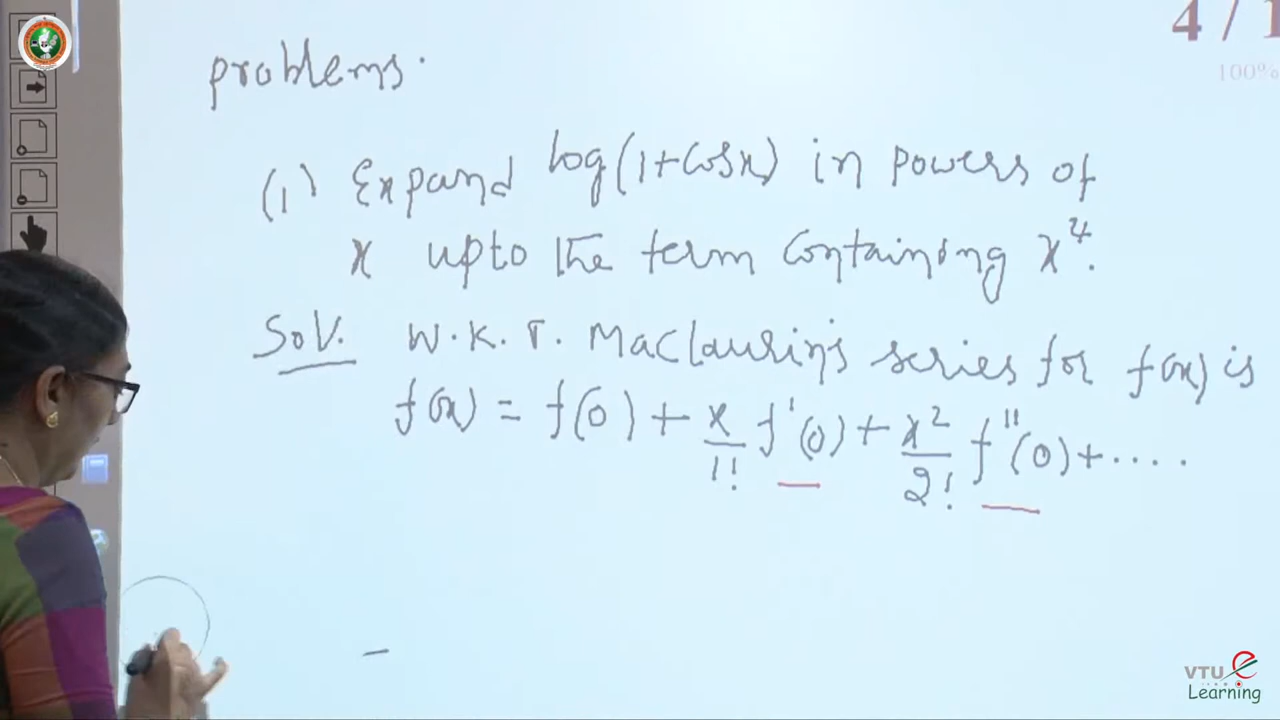 4 / 1
100%
problems.
(1) Expand log(1+cosx) in powers of
x upto the term containing x⁴.
Solⁿ. W.K.T. Maclaurin's series for f(x) is
f(x) = f(0) + x/1! f'(0) + x²/2! f''(0) + ....
VTU e
Learning